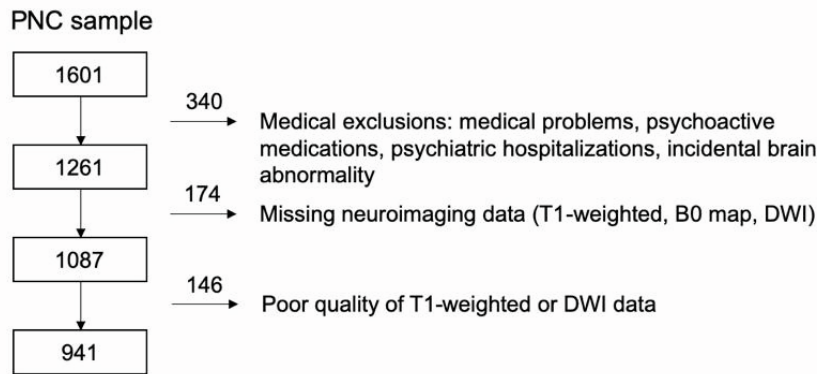 PNC sample
1601
340
Medical exclusions: medical problems, psychoactive
medications, psychiatric hospitalizations, incidental brain
abnormality
1261
174
Missing neuroimaging data (T1-weighted, B0 map, DWI)
1087
146
Poor quality of T1-weighted or DWI data
941